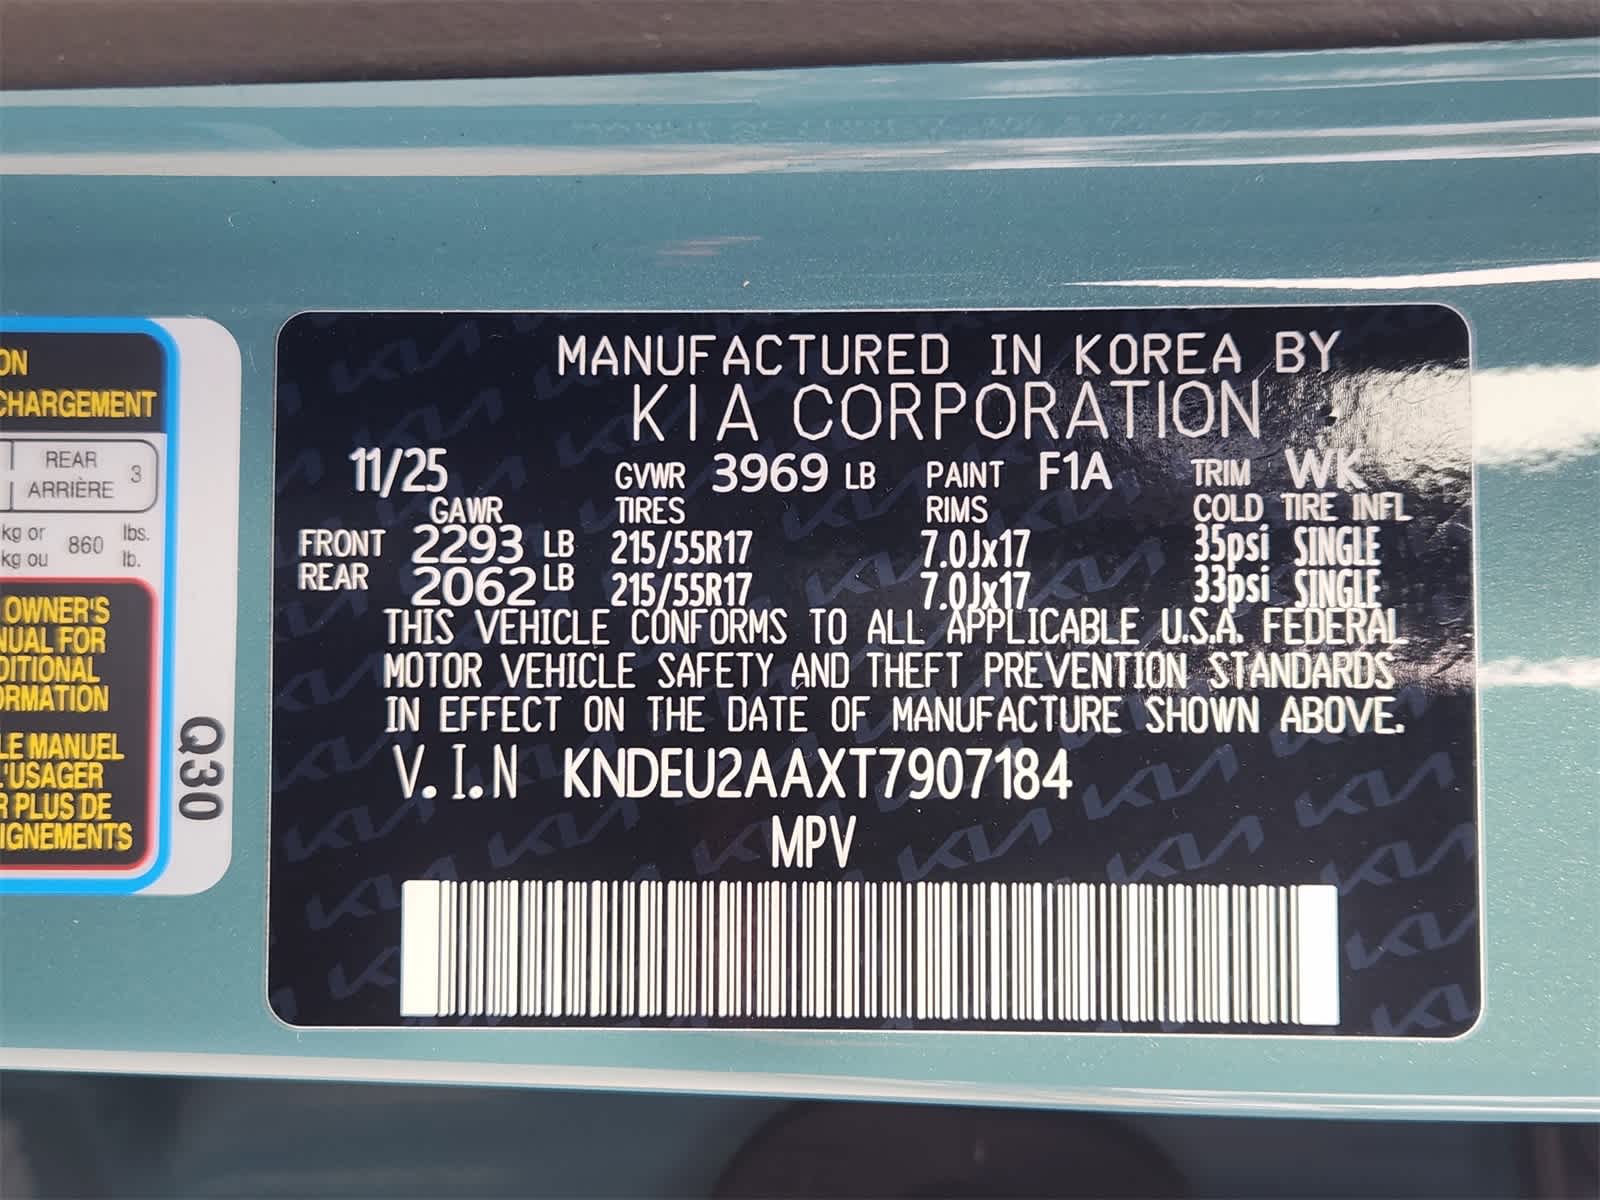 MANUFACTURED IN KOREA BY
KIA CORPORATION
11/25 GVWR 3969 LB PAINT F1A TRIM WK
GAWR TIRES RIMS COLD TIRE INFL
FRONT 2293 LB 215/55R17 7.0Jx17 35psi SINGLE
REAR 2062 LB 215/55R17 7.0Jx17 33psi SINGLE
THIS VEHICLE CONFORMS TO ALL APPLICABLE U.S.A. FEDERAL
MOTOR VEHICLE SAFETY AND THEFT PREVENTION STANDARDS
IN EFFECT ON THE DATE OF MANUFACTURE SHOWN ABOVE.
V.I.N KNDEU2AAXT7907184
MPV
ON
CHARGEMENT
REAR
ARRIÈRE 3
kg or 860 lbs.
kg ou lb.
OWNER'S
NUAL FOR
DITIONAL
ORMATION
LE MANUEL
L'USAGER
R PLUS DE
IGNEMENTS
Q30